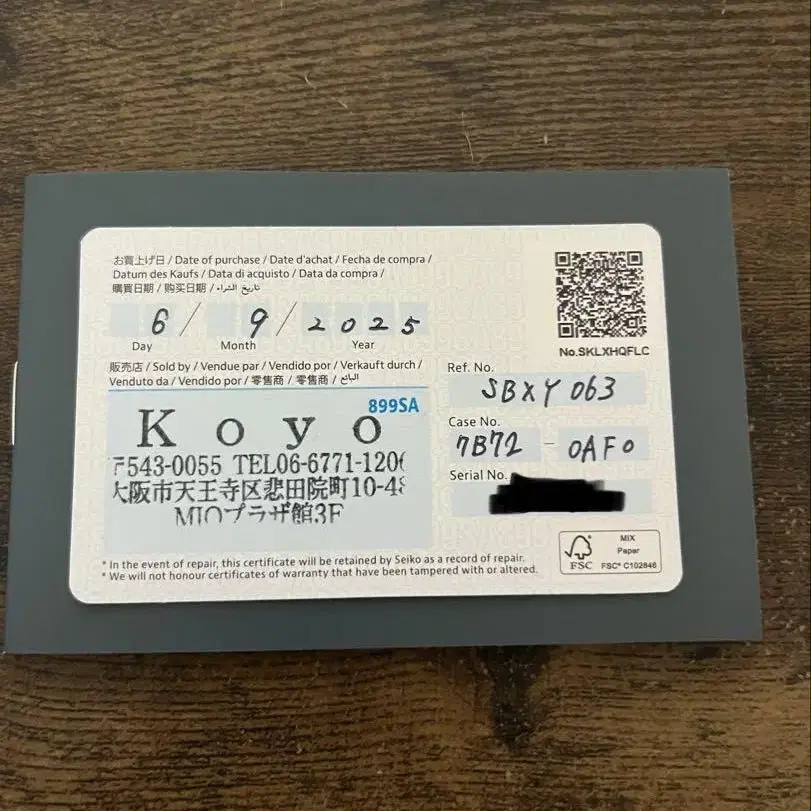 お買上げ日 / Date of purchase / Date d'achat / Fecha de compra /
Datum des Kaufs / Data di acquisto / Data da compra /
購買日期 / 购买日期 / تاريخ الشراء
6 / 9 / 2025
Day Month Year
販売店 / Sold by / Vendue par / Vendido por / Verkauft durch /
Venduto da / Vendido por / 零售商 / 零售商 / البائع
899SA
Koyo
〒543-0055 TEL06-6771-120
大阪市天王寺区悲田院町10-48
MIOプラザ館3F
No.SKLXHQFLC
Ref. No.
SBXY063
Case No.
7B72 - 0AF0
Serial No.
* In the event of repair, this certificate will be retained by Seiko as a record of repair.
* We will not honour certificates of warranty that have been tampered with or altered.
FSC
MIX
Paper
FSC® C102846